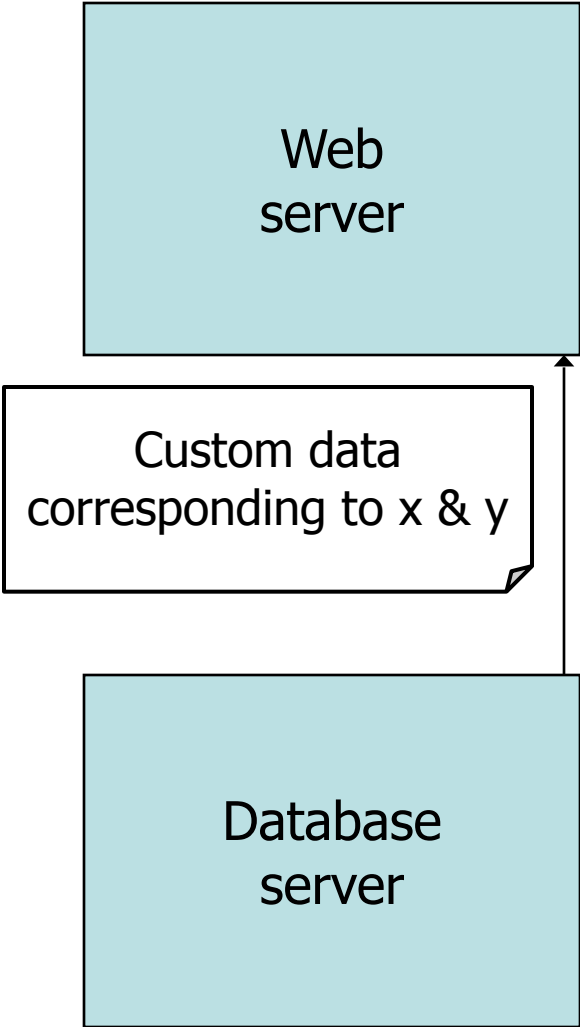 Web
server
Custom data
corresponding to x & y
Database
server